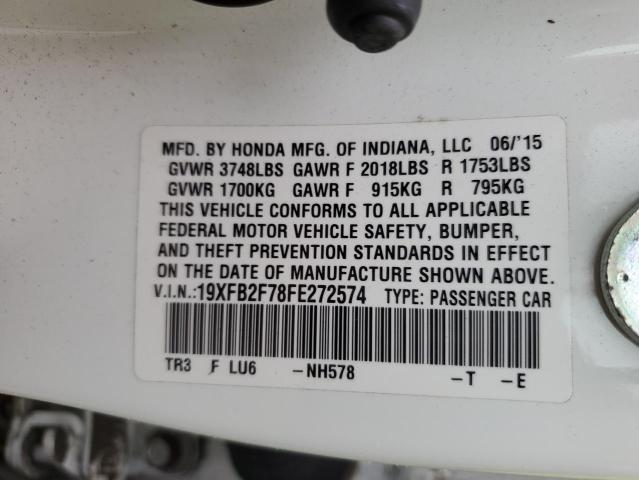 MFD. BY HONDA MFG. OF INDIANA, LLC 06/'15
GVWR 3748LBS GAWR F 2018LBS R 1753LBS
GVWR 1700KG GAWR F 915KG R 795KG
THIS VEHICLE CONFORMS TO ALL APPLICABLE
FEDERAL MOTOR VEHICLE SAFETY, BUMPER,
AND THEFT PREVENTION STANDARDS IN EFFECT
ON THE DATE OF MANUFACTURE SHOWN ABOVE.
V.I.N.:19XFB2F78FE272574 TYPE: PASSENGER CAR
TR3 F LU6 -NH578 -T -E